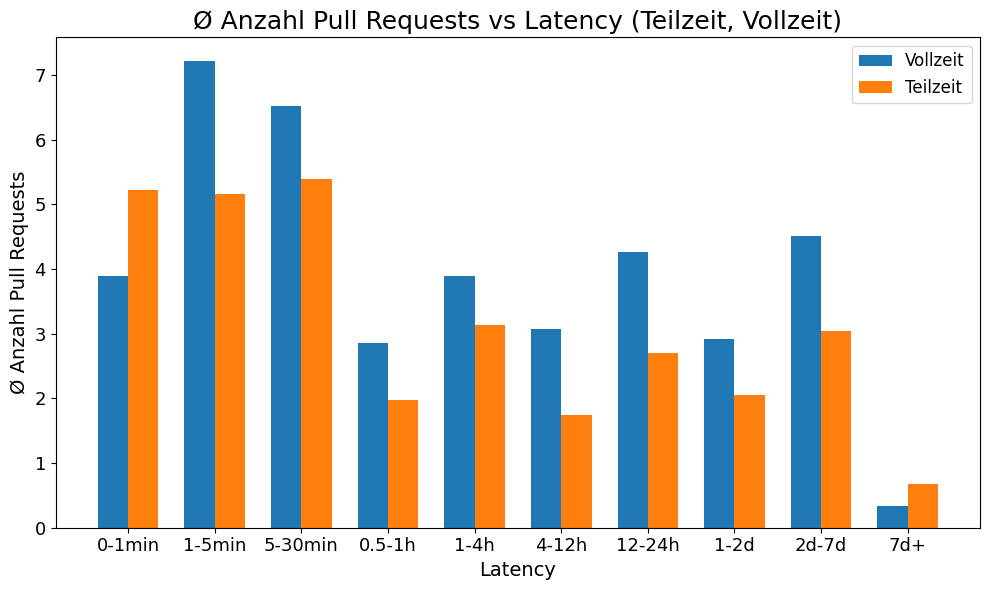 Ø Anzahl Pull Requests vs Latency (Teilzeit, Vollzeit)
Vollzeit
Teilzeit
Ø Anzahl Pull Requests
7
6
5
4
3
2
1
0
0-1min 1-5min 5-30min 0.5-1h 1-4h 4-12h 12-24h 1-2d 2d-7d 7d+
Latency